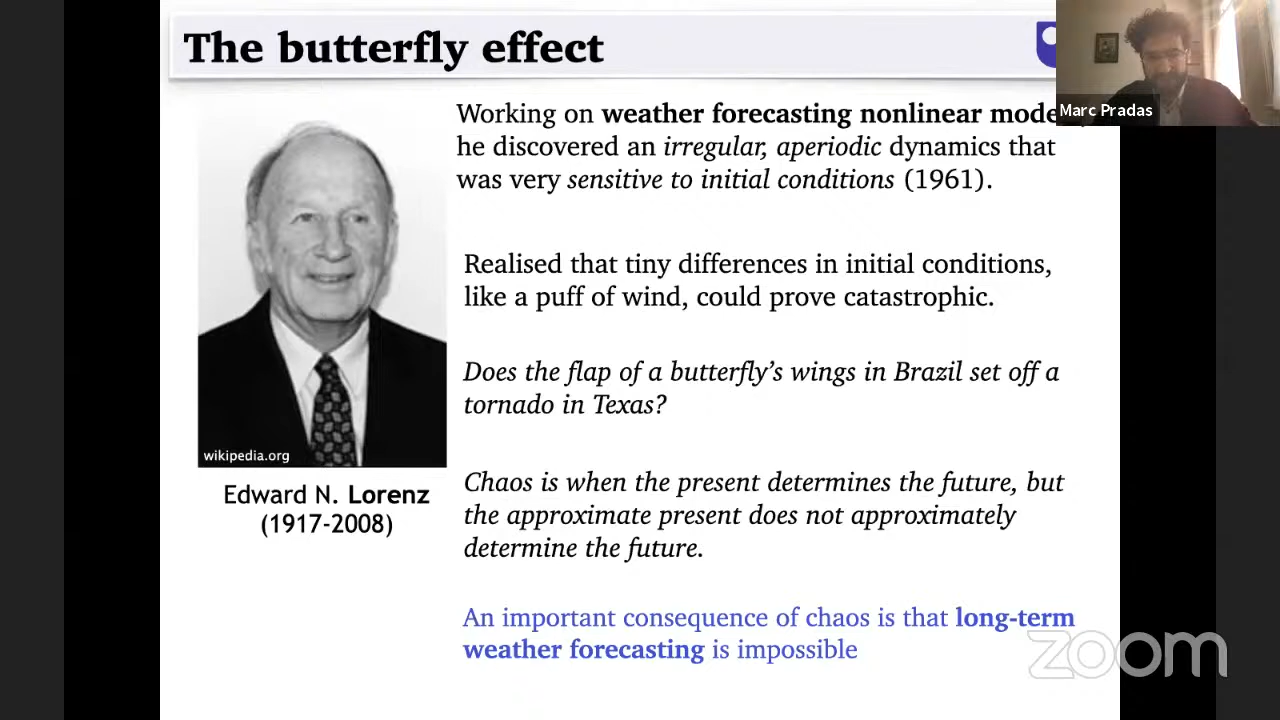 The butterfly effect
Marc Pradas
Working on weather forecasting nonlinear mode
he discovered an irregular, aperiodic dynamics that
was very sensitive to initial conditions (1961).
Realised that tiny differences in initial conditions,
like a puff of wind, could prove catastrophic.
Does the flap of a butterfly's wings in Brazil set off a
tornado in Texas?
wikipedia.org
Edward N. Lorenz
(1917-2008)
Chaos is when the present determines the future, but
the approximate present does not approximately
determine the future.
An important consequence of chaos is that long-term
weather forecasting is impossible
zoom